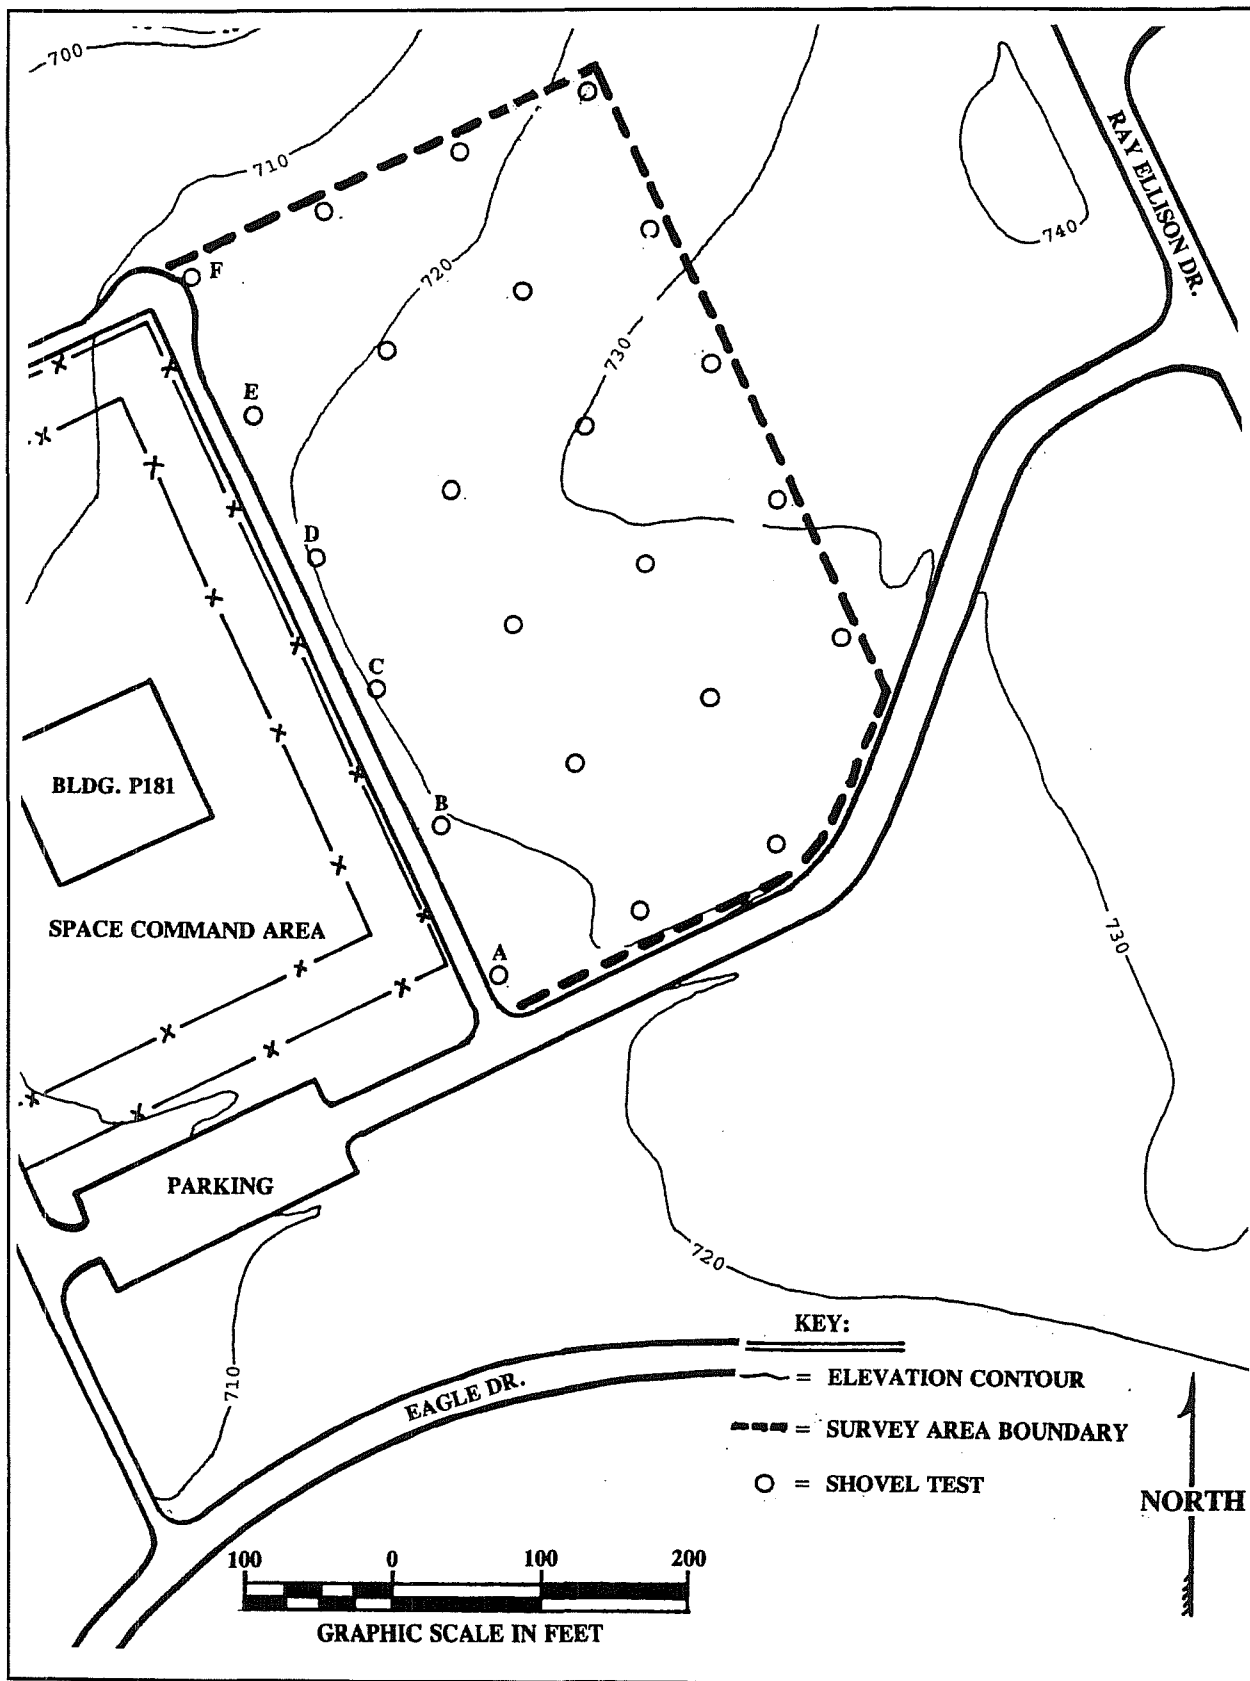 700
710
RAY ELLISON DR.
740
720
F
730
E
D
C
BLDG. P181
B
SPACE COMMAND AREA
A
730
PARKING
720
KEY:
710
EAGLE DR.
= ELEVATION CONTOUR
= SURVEY AREA BOUNDARY
= SHOVEL TEST
NORTH
100 0 100 200
GRAPHIC SCALE IN FEET